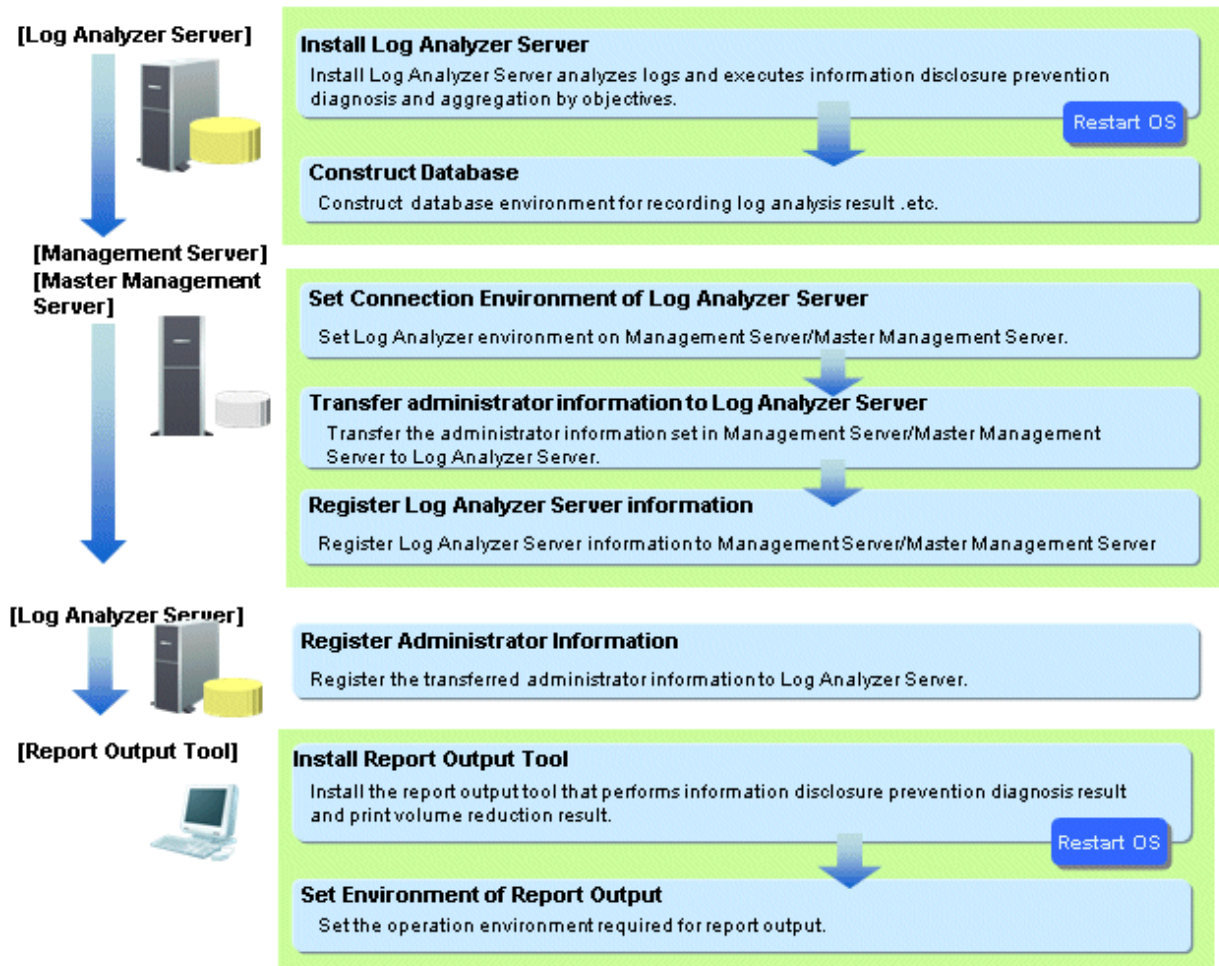 [Log Analyzer Server]
Install Log Analyzer Server
Install Log Analyzer Server analyzes logs and executes information disclosure prevention
diagnosis and aggregation by objectives.
Restart OS
Construct Database
Construct database environment for recording log analysis result .etc.
[Management Server]
[Master Management
Server]
Set Connection Environment of Log Analyzer Server
Set Log Analyzer environment on Management Server/Master Management Server.
Transfer administrator information to Log Analyzer Server
Transfer the administrator information set in Management Server/Master Management
Server to Log Analyzer Server.
Register Log Analyzer Server information
Register Log Analyzer Server information to Management Server/Master Management Server
[Log Analyzer Server]
Register Administrator Information
Register the transferred administrator information to Log Analyzer Server.
[Report Output Tool]
Install Report Output Tool
Install the report output tool that performs information disclosure prevention diagnosis result
and print volume reduction result.
Restart OS
Set Environment of Report Output
Set the operation environment required for report output.